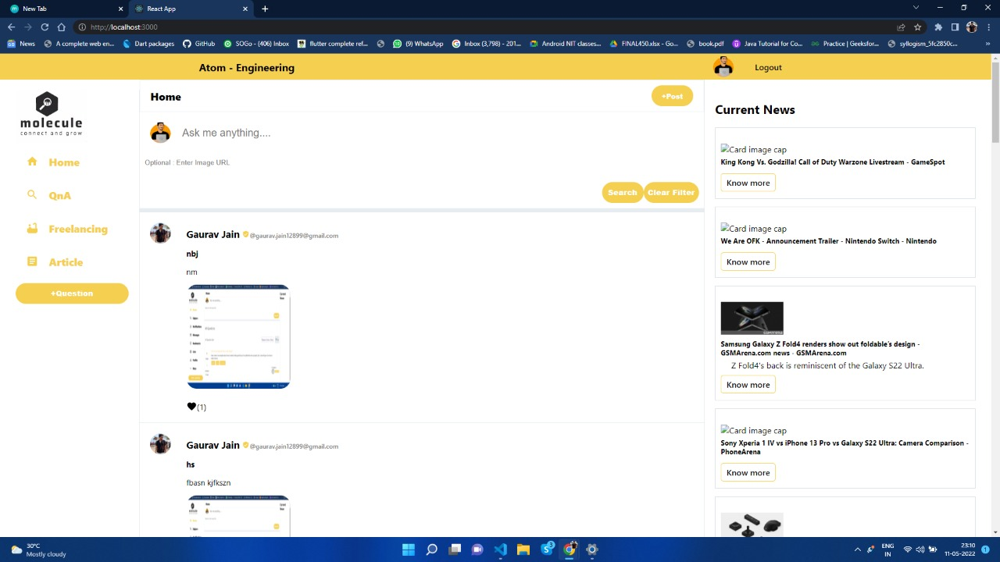 New Tab
React App
http://localhost:3000
News
A complete web en...
Dart packages
GitHub
SOGo - (406) Inbox
flutter complete ref...
(9) WhatsApp
Inbox (3,798) - 201...
Android NIT classes...
FINAL450.xlsx - Go...
bookpdf
Java Tutorial for Co...
Practice | Geeksfor...
syllogism_5fc2850c...
»
Atom - Engineering
Logout
molecule
connect and grow
Home
QnA
Freelancing
Article
+Question
Home
+Post
Ask me anything....
Optional : Enter Image URL
Search
Clear Filter
Gaurav Jain @gaurav.jain12899@gmail.com
nbj
nm
(1)
Gaurav Jain @gaurav.jain12899@gmail.com
hs
fbasn kjfkszn
Current News
Card image cap
King Kong Vs. Godzilla! Call of Duty Warzone Livestream - GameSpot
Know more
Card image cap
We Are OFK - Announcement Trailer - Nintendo Switch - Nintendo
Know more
GSMARENA
Samsung Galaxy Z Fold4 renders show out foldable's design -
GSMArena.com news - GSMArena.com
Z Fold4's back is reminiscent of the Galaxy S22 Ultra.
Know more
Card image cap
Sony Xperia 1 IV vs iPhone 13 Pro vs Galaxy S22 Ultra: Camera Comparison -
PhoneArena
Know more
30°C
Mostly cloudy
ENG
IN
23:10
11-05-2022
1